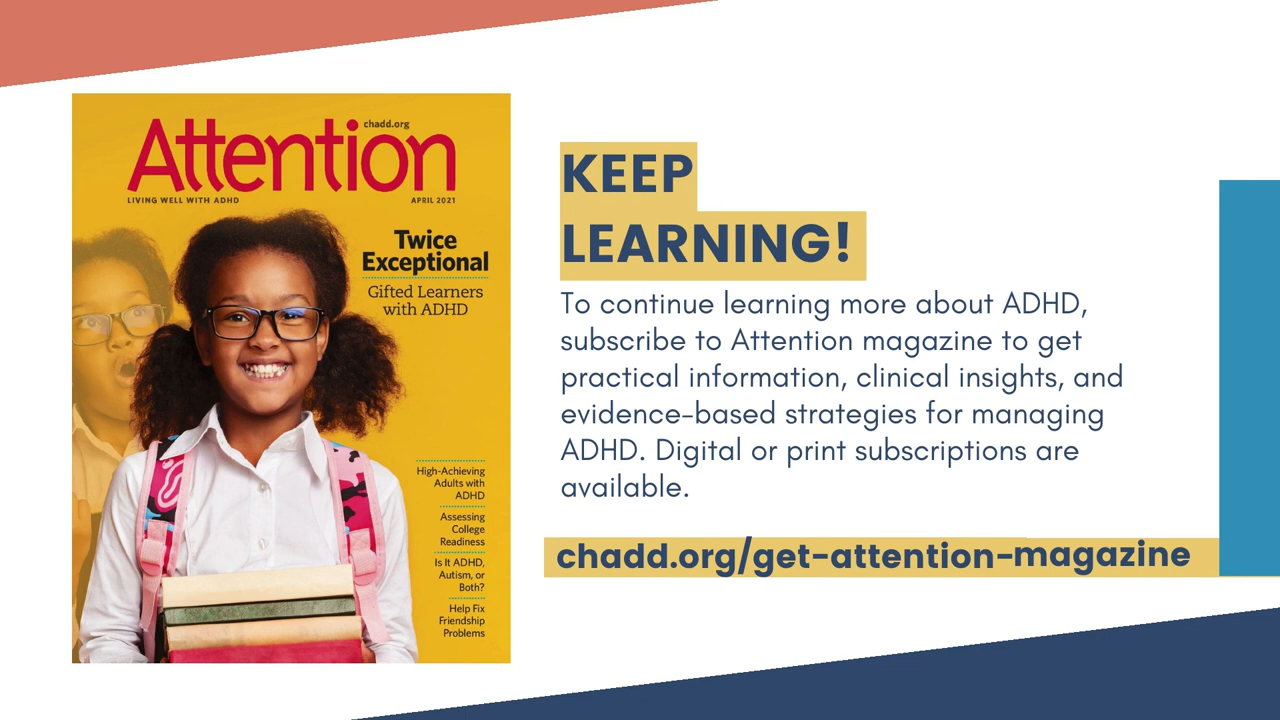 chadd.org
Attention
LIVING WELL WITH ADHD
APRIL 2021
Twice
Exceptional
Gifted Learners
with ADHD
High-Achieving
Adults with
ADHD
Assessing
College
Readiness
Is It ADHD,
Autism, or
Both?
Help Fix
Friendship
Problems
KEEP
LEARNING!
To continue learning more about ADHD,
subscribe to Attention magazine to get
practical information, clinical insights, and
evidence-based strategies for managing
ADHD. Digital or print subscriptions are
available.
chadd.org/get-attention-magazine